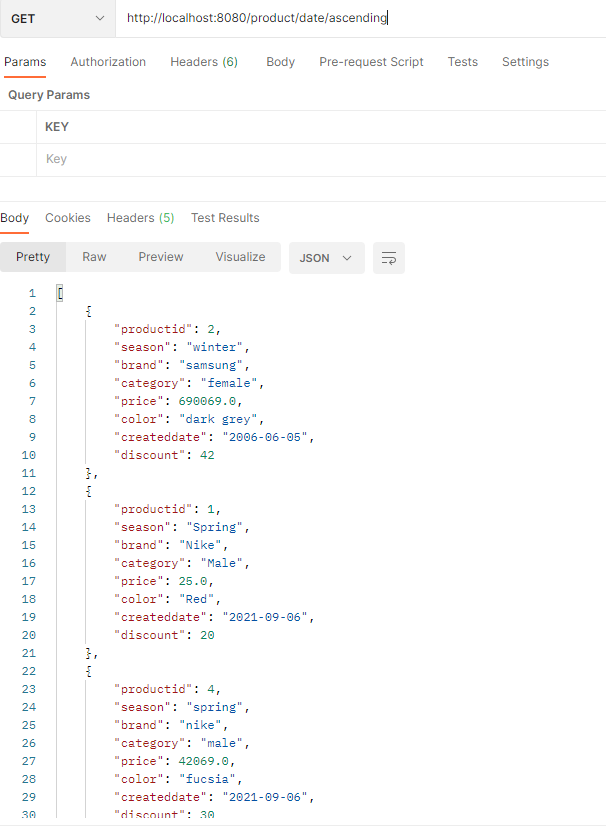 GET http://localhost:8080/product/date/ascending
Params Authorization Headers (6) Body Pre-request Script Tests Settings
Query Params
KEY
Key
Body Cookies Headers (5) Test Results
Pretty Raw Preview Visualize JSON
1 [
2 {
3 "productid": 2,
4 "season": "winter",
5 "brand": "samsung",
6 "category": "female",
7 "price": 690069.0,
8 "color": "dark grey",
9 "createddate": "2006-06-05",
10 "discount": 42
11 },
12 {
13 "productid": 1,
14 "season": "Spring",
15 "brand": "Nike",
16 "category": "Male",
17 "price": 25.0,
18 "color": "Red",
19 "createddate": "2021-09-06",
20 "discount": 20
21 },
22 {
23 "productid": 4,
24 "season": "spring",
25 "brand": "nike",
26 "category": "male",
27 "price": 42069.0,
28 "color": "fucsia",
29 "createddate": "2021-09-06",
30 "discount": 30